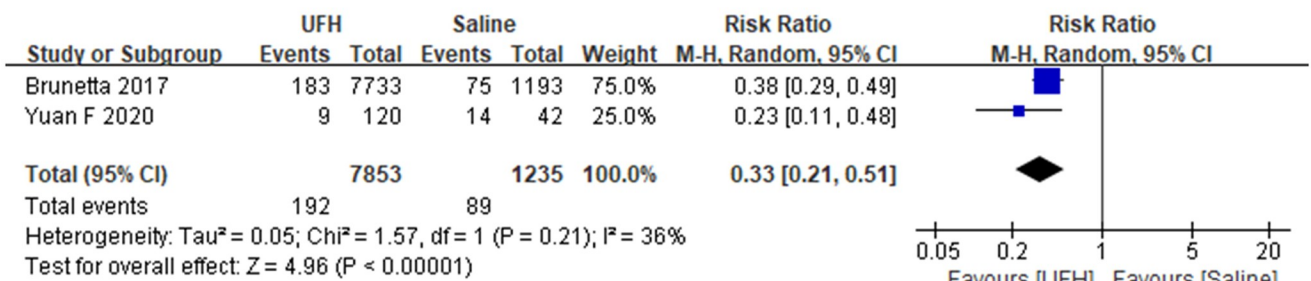 UFH Saline Risk Ratio Risk Ratio
Study or Subgroup Events Total Events Total Weight M-H, Random, 95% CI M-H, Random, 95% CI
Brunetta 2017 183 7733 75 1193 75.0% 0.38 [0.29, 0.49]
Yuan F 2020 9 120 14 42 25.0% 0.23 [0.11, 0.48]
Total (95% CI) 7853 1235 100.0% 0.33 [0.21, 0.51]
Total events 192 89
Heterogeneity: Tau² = 0.05; Chi² = 1.57, df = 1 (P = 0.21); I² = 36%
Test for overall effect: Z = 4.96 (P < 0.00001)
0.05 0.2 1 5 20
Favours [UFH] Favours [Saline]